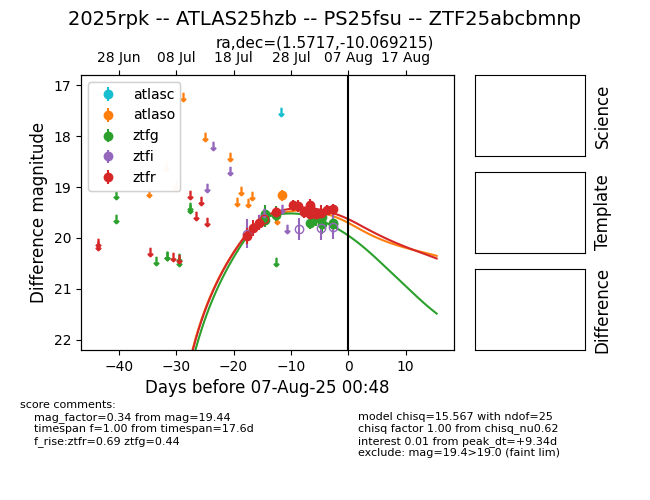 2025rpk -- ATLAS25hzb -- PS25fsu -- ZTF25abcbmnp
ra,dec=(1.5717,-10.069215)
28 Jun 08 Jul 18 Jul 28 Jul 07 Aug 17 Aug
17
18
19
20
21
22
Difference magnitude
atlasc
atlaso
ztfg
ztfi
ztfr
−40 −30 −20 −10 0 10
Days before 07-Aug-25 00:48
Science
Template
Difference
score comments:
mag_factor=0.34 from mag=19.44
timespan f=1.00 from timespan=17.6d
f_rise:ztfr=0.69 ztfg=0.44
model chisq=15.567 with ndof=25
chisq factor 1.00 from chisq_nu0.62
interest 0.01 from peak_dt=+9.34d
exclude: mag=19.4>19.0 (faint lim)